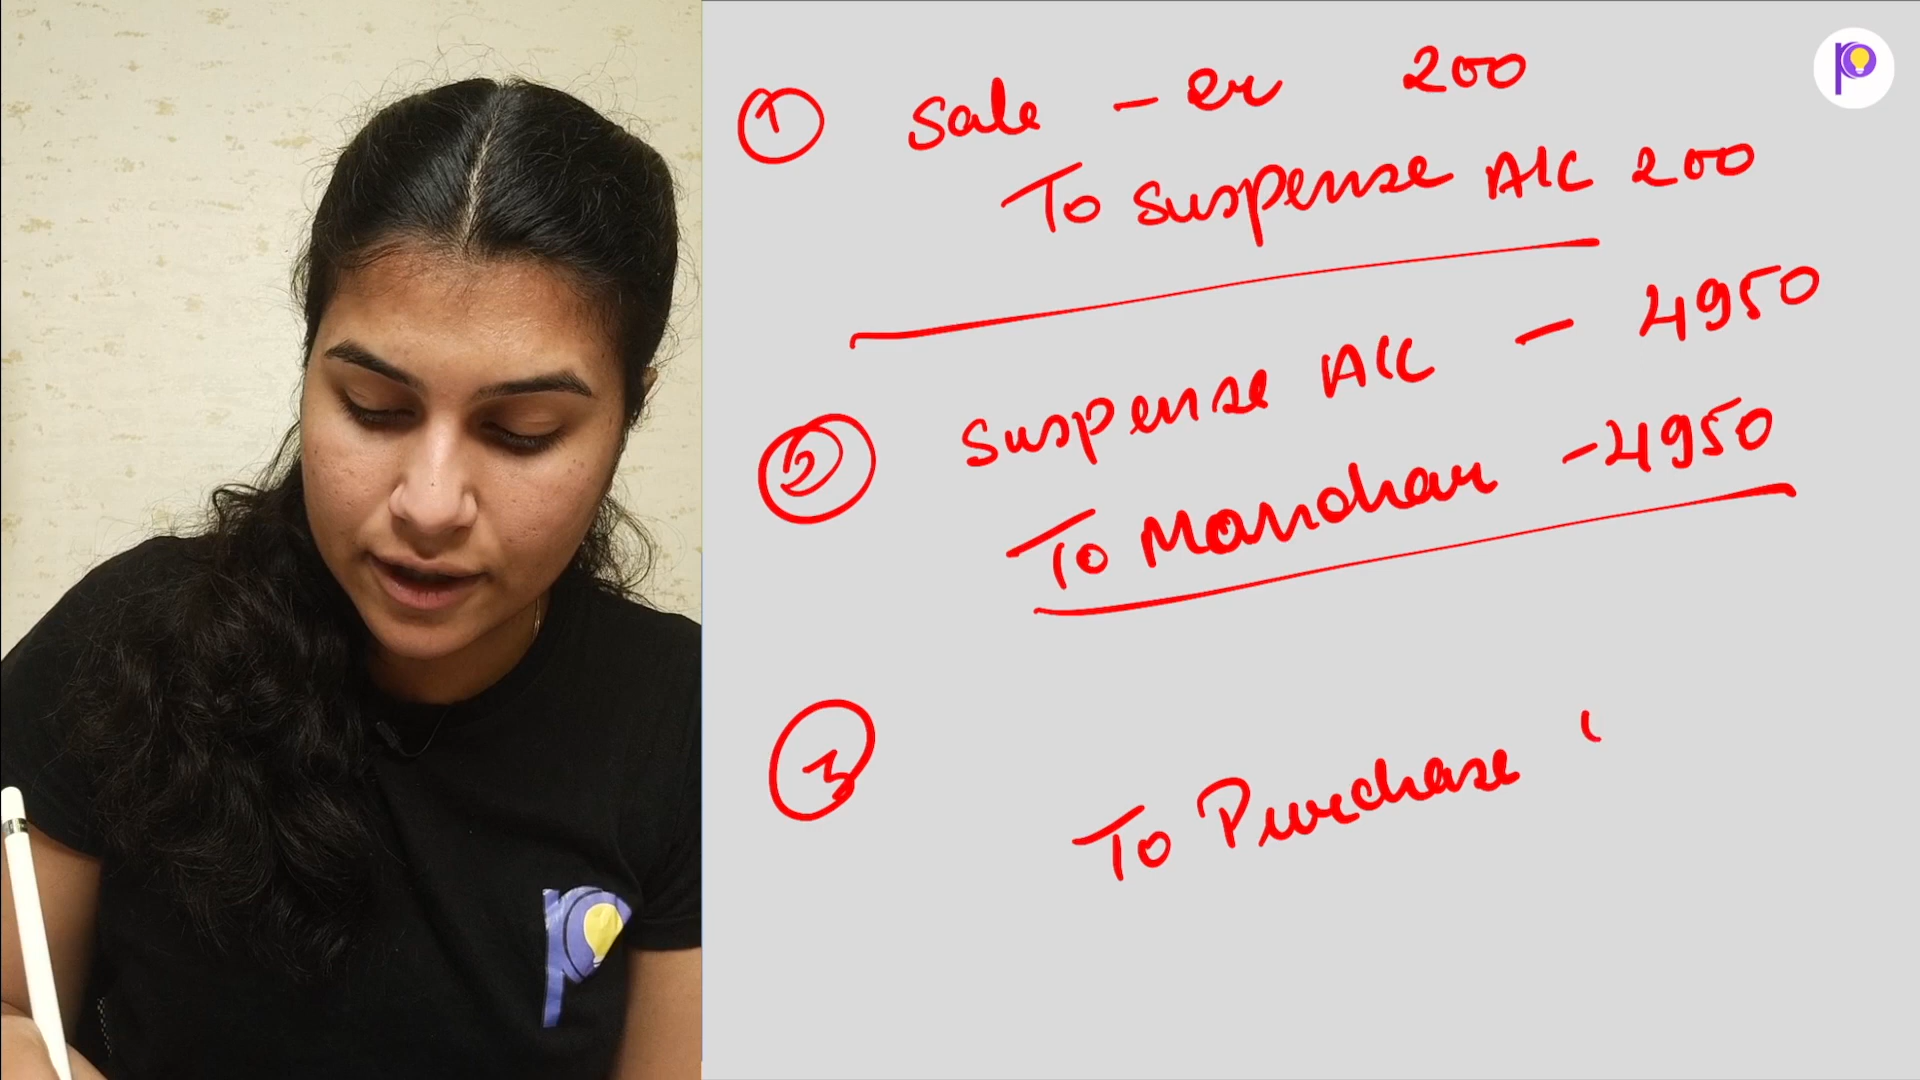 ① Sale - Dr 200
To Suspense A/C 200
② Suspense A/C - 4950
To Manohar - 4950
③
To Purchase